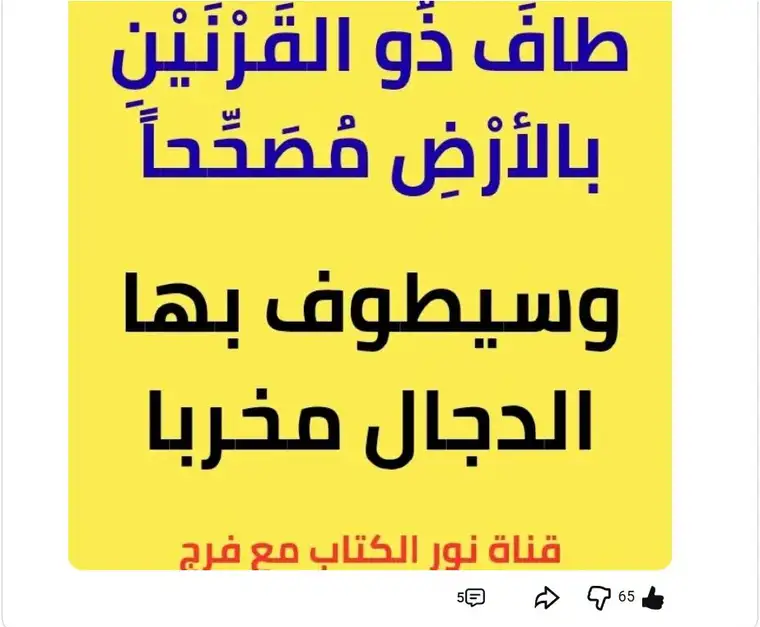 طافَ ذُو القَرْنَيْنِ
بالأرْضِ مُصَحِّحاً
وسيطوف بها
الدجال مخربا
قناة نور الكتاب مع فرج
5
65